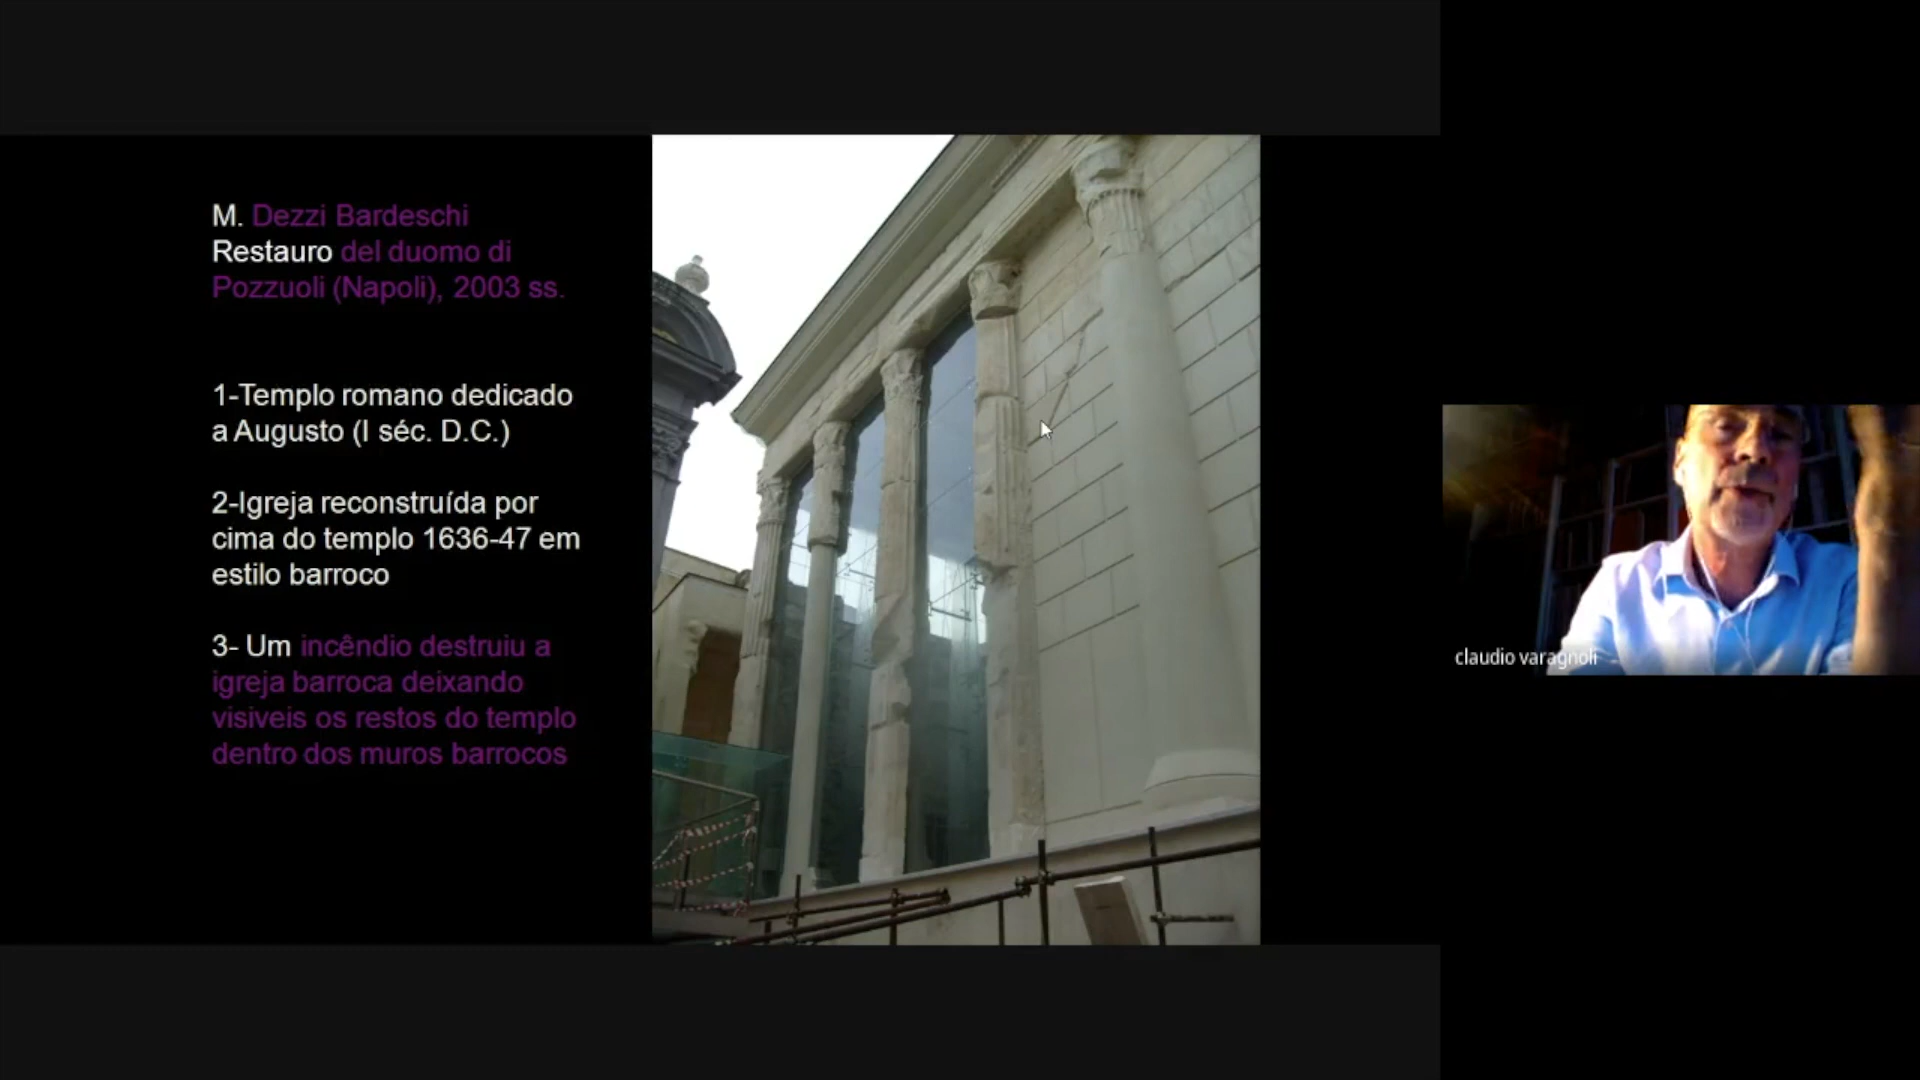 M. Dezzi Bardeschi
Restauro del duomo di
Pozzuoli (Napoli), 2003 ss.
1-Templo romano dedicado
a Augusto (I séc. D.C.)
2-Igreja reconstruída por
cima do templo 1636-47 em
estilo barroco
3- Um incêndio destruiu a
igreja barroca deixando
visiveis os restos do templo
dentro dos muros barrocos
claudio varagnoli